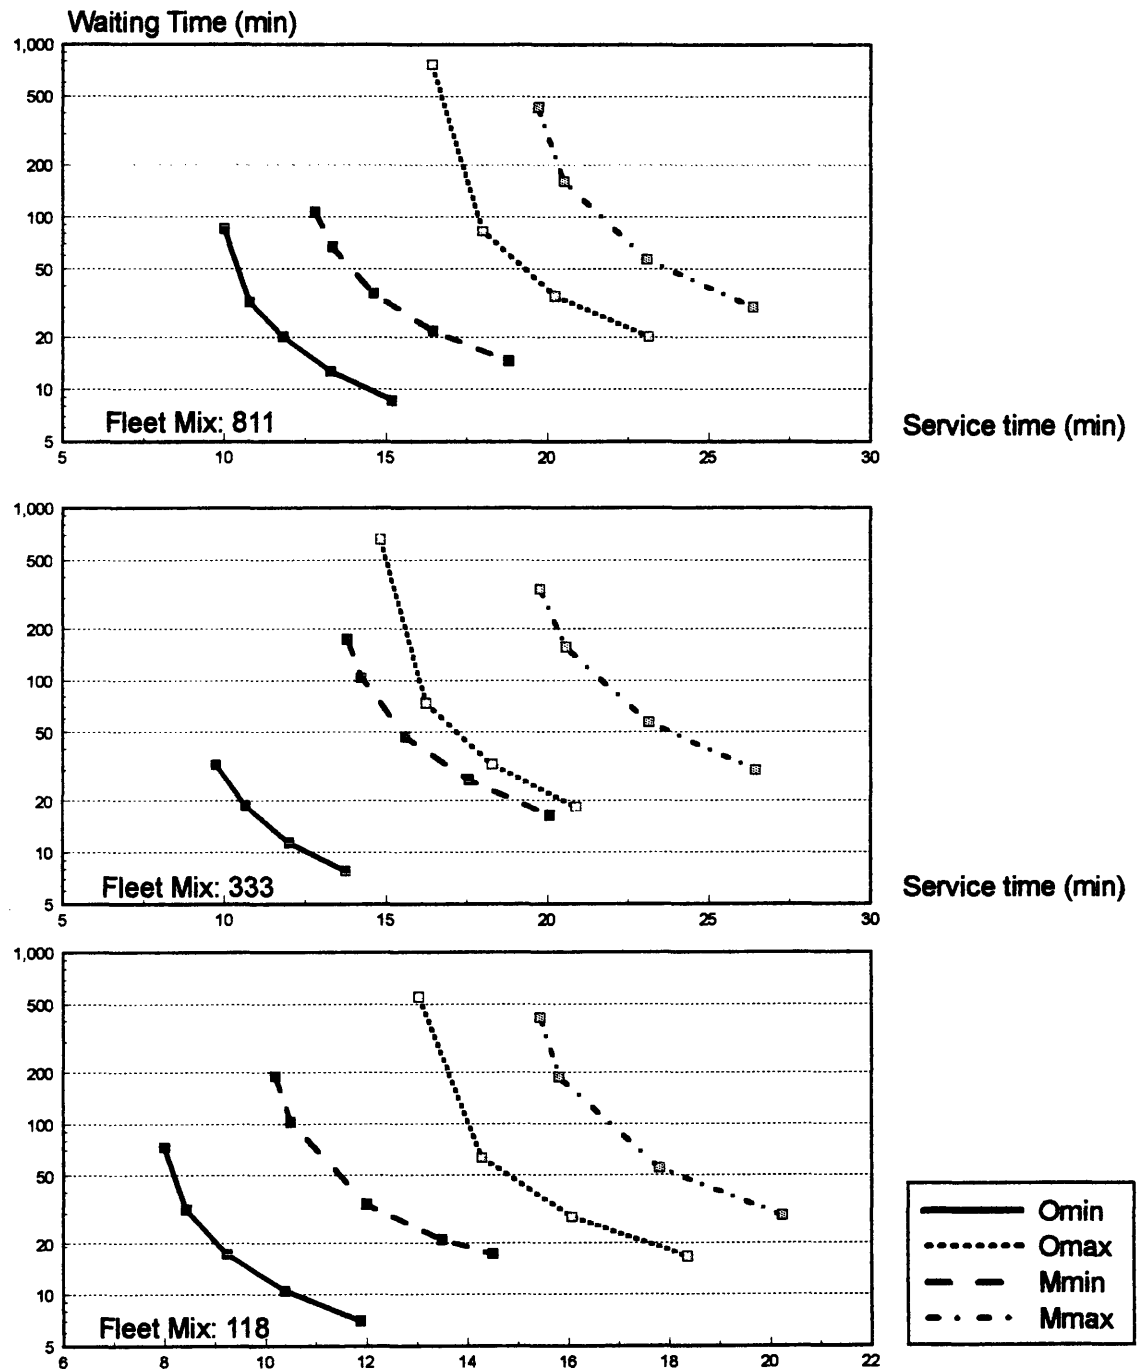 Waiting Time (min)
1,000
500
200
100
50
20
10
5
Fleet Mix: 811
5 10 15 20 25 30
Service time (min)
1,000
500
200
100
50
20
10
5
Fleet Mix: 333
5 10 15 20 25 30
Service time (min)
1,000
500
200
100
50
20
10
5
Fleet Mix: 118
6 8 10 12 14 16 18 20 22
Omin
Omax
Mmin
Mmax